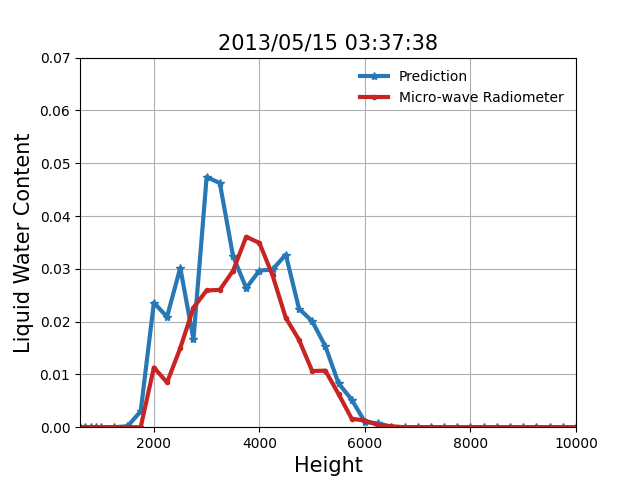 2013/05/15 03:37:38
0.07
0.06
0.05
0.04
0.03
0.02
0.01
0.00
Liquid Water Content
Prediction
Micro-wave Radiometer
2000 4000 6000 8000 10000
Height